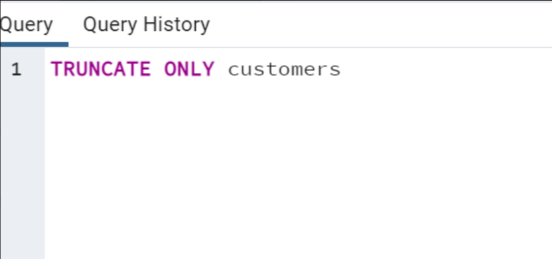 Query Query History
1 TRUNCATE ONLY customers